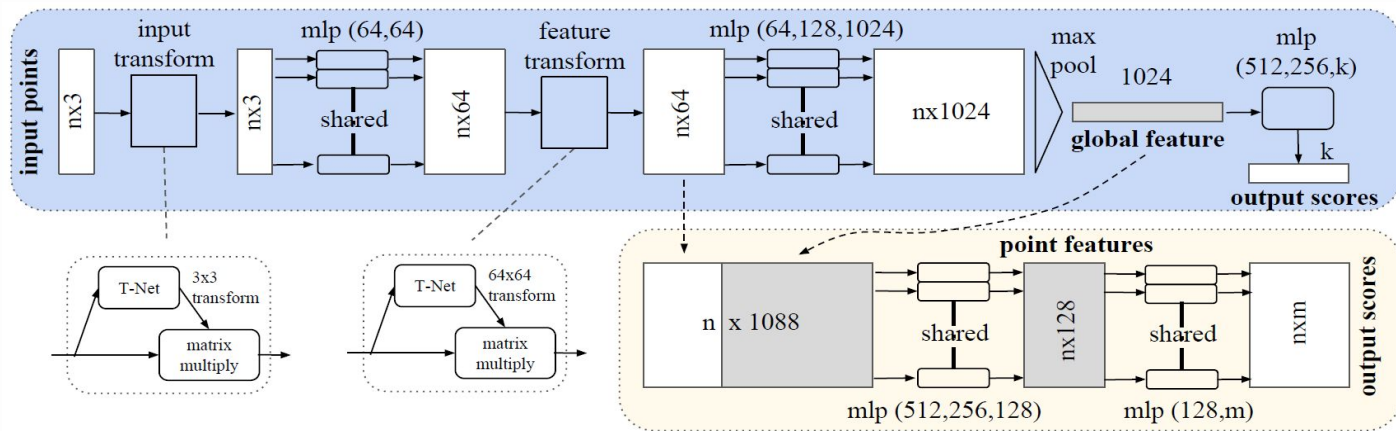 input points
nx3
input
transform
nx3
mlp (64,64)
shared
nx64
feature
transform
nx64
mlp (64,128,1024)
shared
nx1024
max
pool
1024
global feature
mlp
(512,256,k)
k
output scores
T-Net
3x3
transform
matrix
multiply
T-Net
64x64
transform
matrix
multiply
point features
n x 1088
shared
mlp (512,256,128)
nx128
shared
mlp (128,m)
nxm
output scores